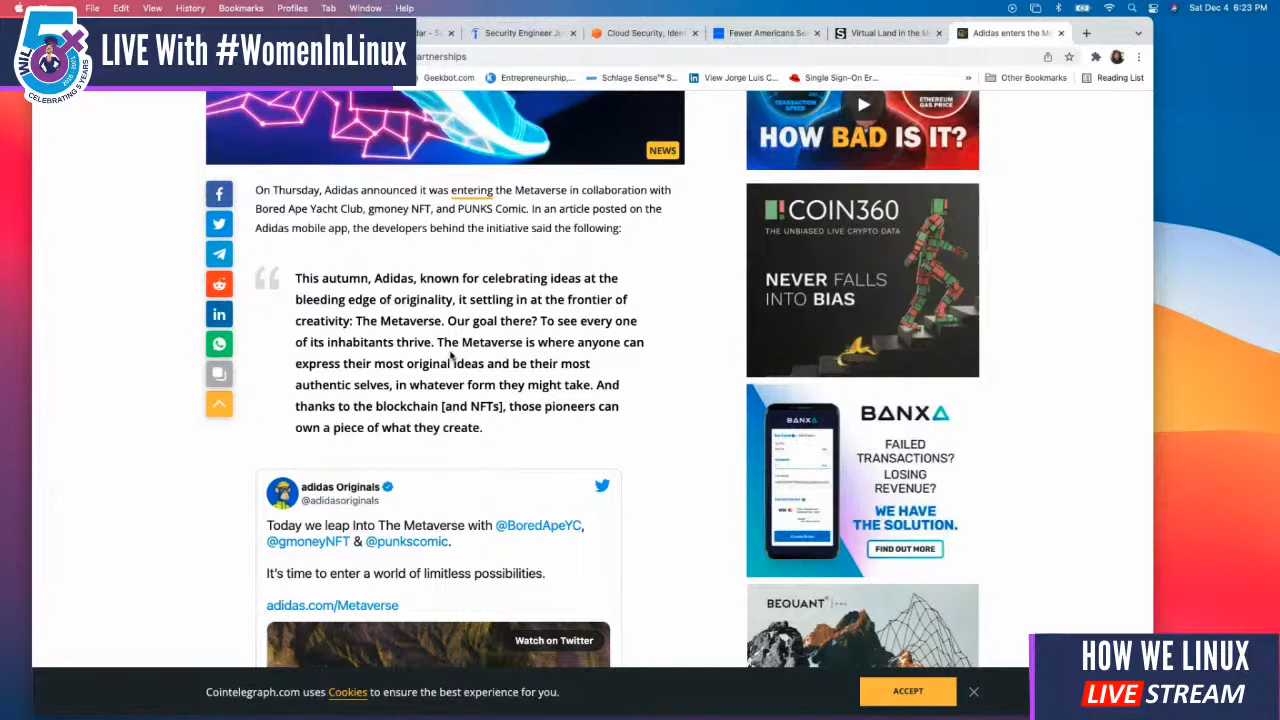 File Edit View History Bookmarks Profiles Tab Window Help
Sat Dec 4 6:23 PM
5x
WIL
2016-2021
CELEBRATING 5 YEARS
LIVE With #WomenInLinux
Security Engineer Jo
Cloud Security, Iden
Fewer Americans Se
Virtual Land in the M
Adidas enters the Me
artnerships
Geekbot.com
Entrepreneurship,...
Schlage Sense™ S...
View Jorge Luis C...
Single Sign-On Er...
»
Other Bookmarks
Reading List
NEWS
TRANSACTION
SPEED
ETHEREUM
GAS PRICE
HOW BAD IS IT?
On Thursday, Adidas announced it was entering the Metaverse in collaboration with
Bored Ape Yacht Club, gmoney NFT, and PUNKS Comic. In an article posted on the
Adidas mobile app, the developers behind the initiative said the following:
This autumn, Adidas, known for celebrating ideas at the
bleeding edge of originality, it settling in at the frontier of
creativity: The Metaverse. Our goal there? To see every one
of its inhabitants thrive. The Metaverse is where anyone can
express their most original ideas and be their most
authentic selves, in whatever form they might take. And
thanks to the blockchain [and NFTs], those pioneers can
own a piece of what they create.
adidas Originals
@adidasoriginals
Today we leap Into The Metaverse with @BoredApeYC,
@gmoneyNFT & @punkscomic.
It's time to enter a world of limitless possibilities.
adidas.com/Metaverse
Watch on Twitter
COIN360
THE UNBIASED LIVE CRYPTO DATA
NEVER FALLS
INTO BIAS
BANXA
BANXA
FAILED
TRANSACTIONS?
LOSING
REVENUE?
WE HAVE
THE SOLUTION.
FIND OUT MORE
BEQUANT
Cointelegraph.com uses Cookies to ensure the best experience for you.
ACCEPT
HOW WE LINUX
LIVE STREAM